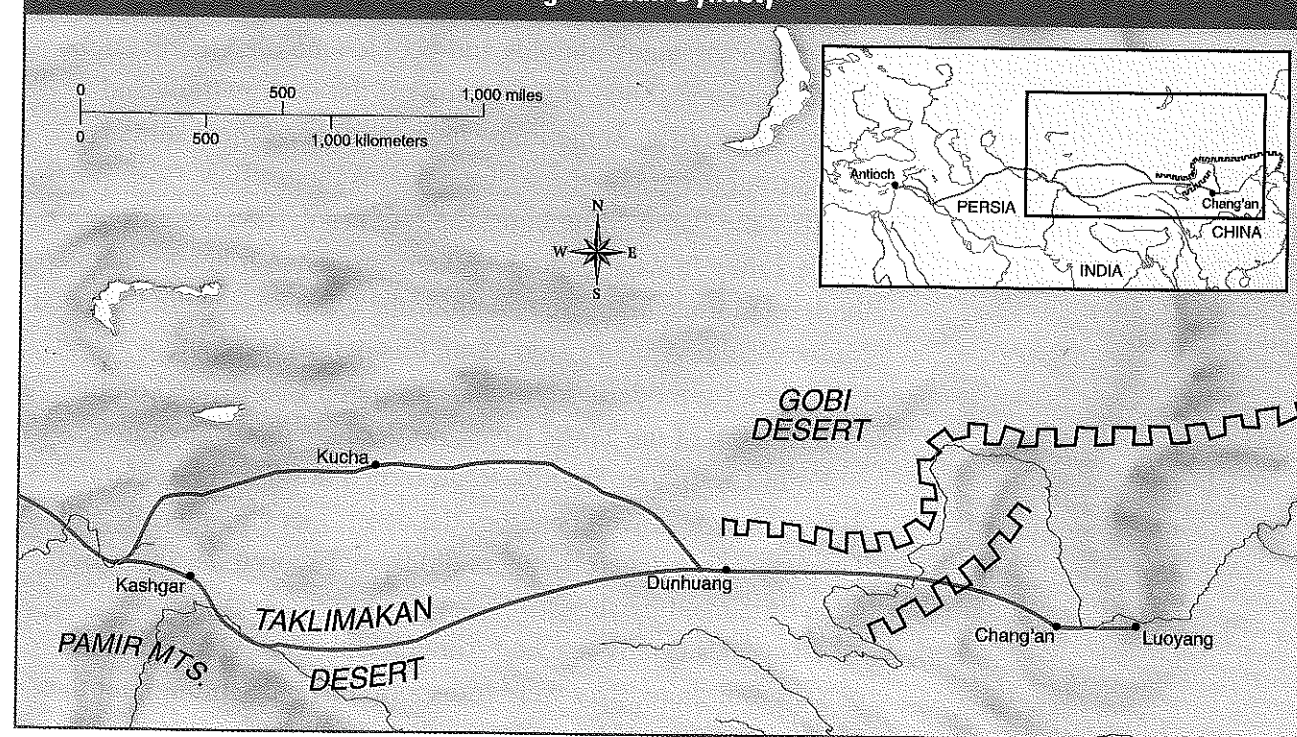 0 500 1,000 miles
0 500 1,000 kilometers
N
W E
S
Antioch
PERSIA
INDIA
Chang'an
CHINA
GOBI
DESERT
Kucha
Kashgar
Dunhuang
TAKLIMAKAN
DESERT
PAMIR MTS.
Chang'an
Luoyang